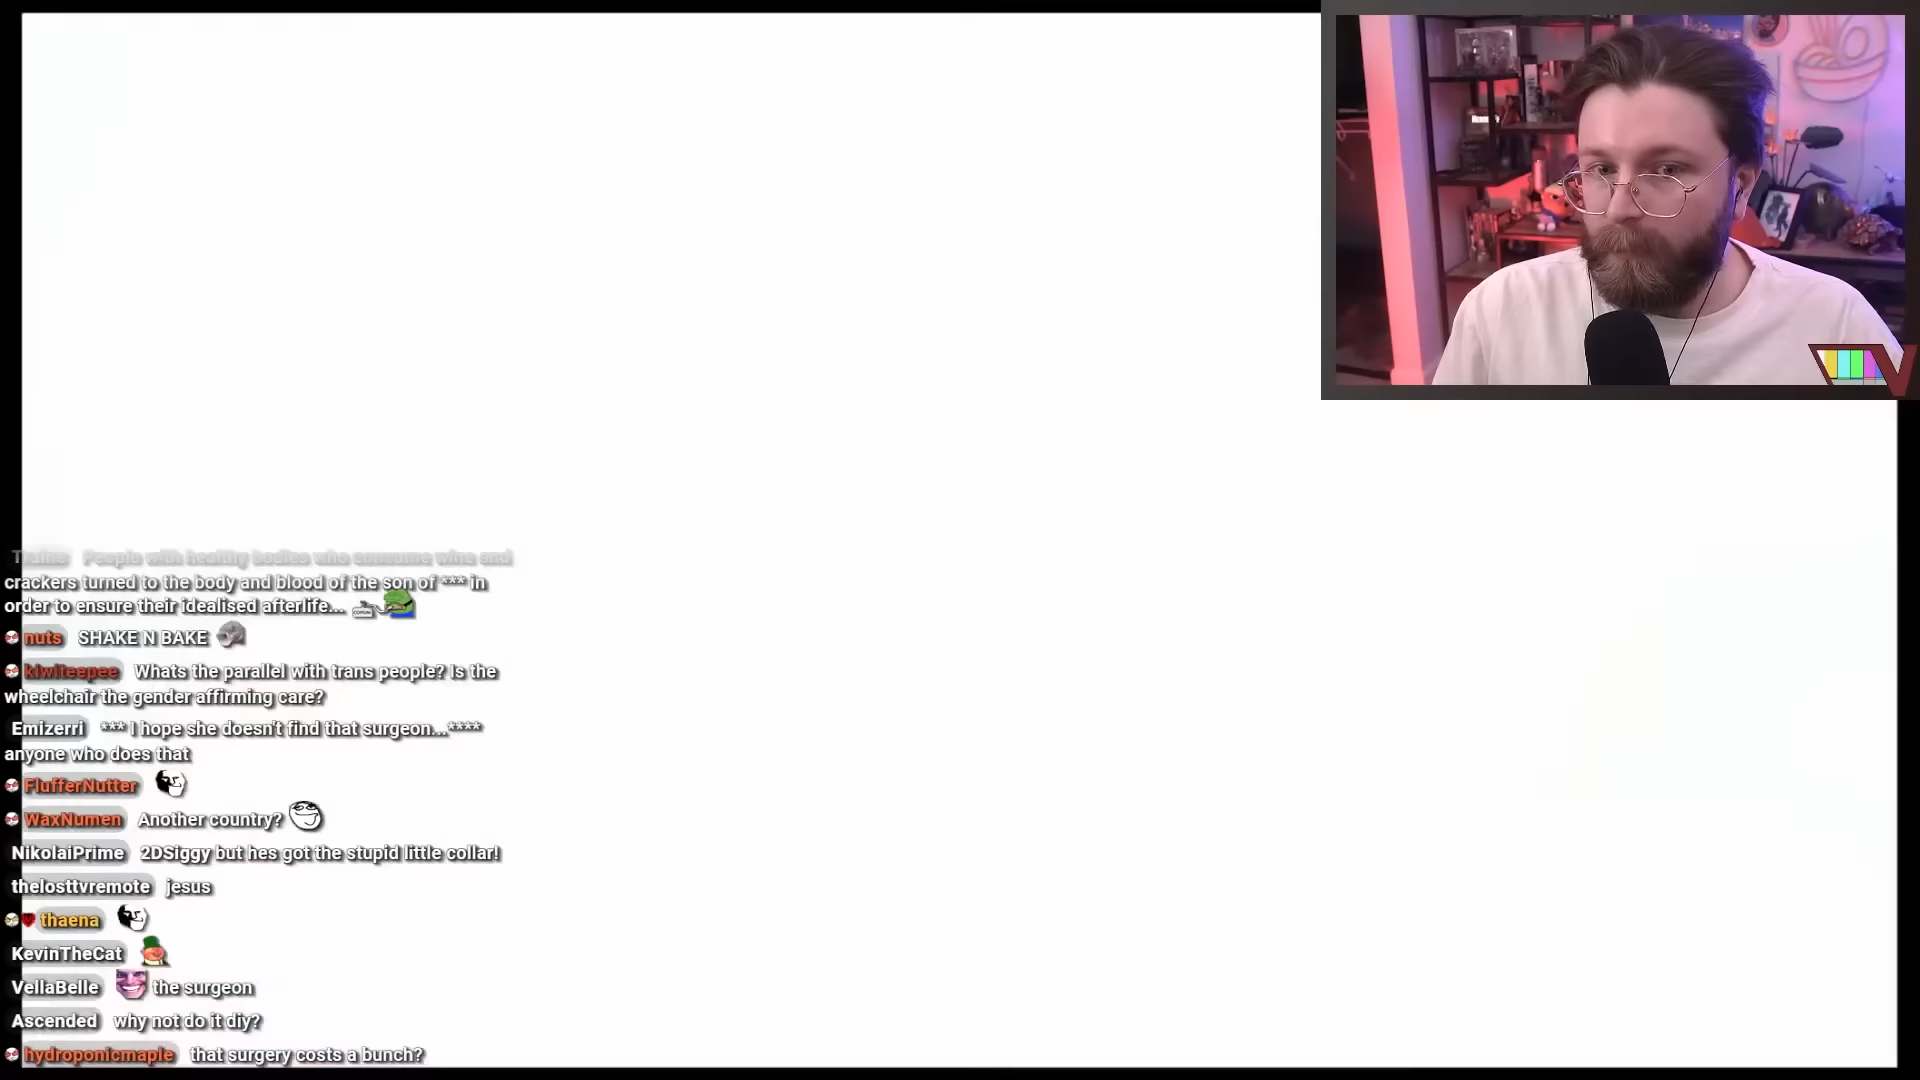 People with healthy bodies who consume wine and
crackers turned to the body and blood of the son of *** in
order to ensure their idealised afterlife...
nuts SHAKE N BAKE
kiwiteepee Whats the parallel with trans people? Is the
wheelchair the gender affirming care?
Emizerri *** I hope she doesn't find that surgeon...****
anyone who does that
FlufferNutter
WaxNumen Another country?
NikolaiPrime 2DSiggy but hes got the stupid little collar!
thelosttvremote jesus
thaena
KevinTheCat
VellaBelle the surgeon
Ascended why not do it diy?
hydroponicmaple that surgery costs a bunch?